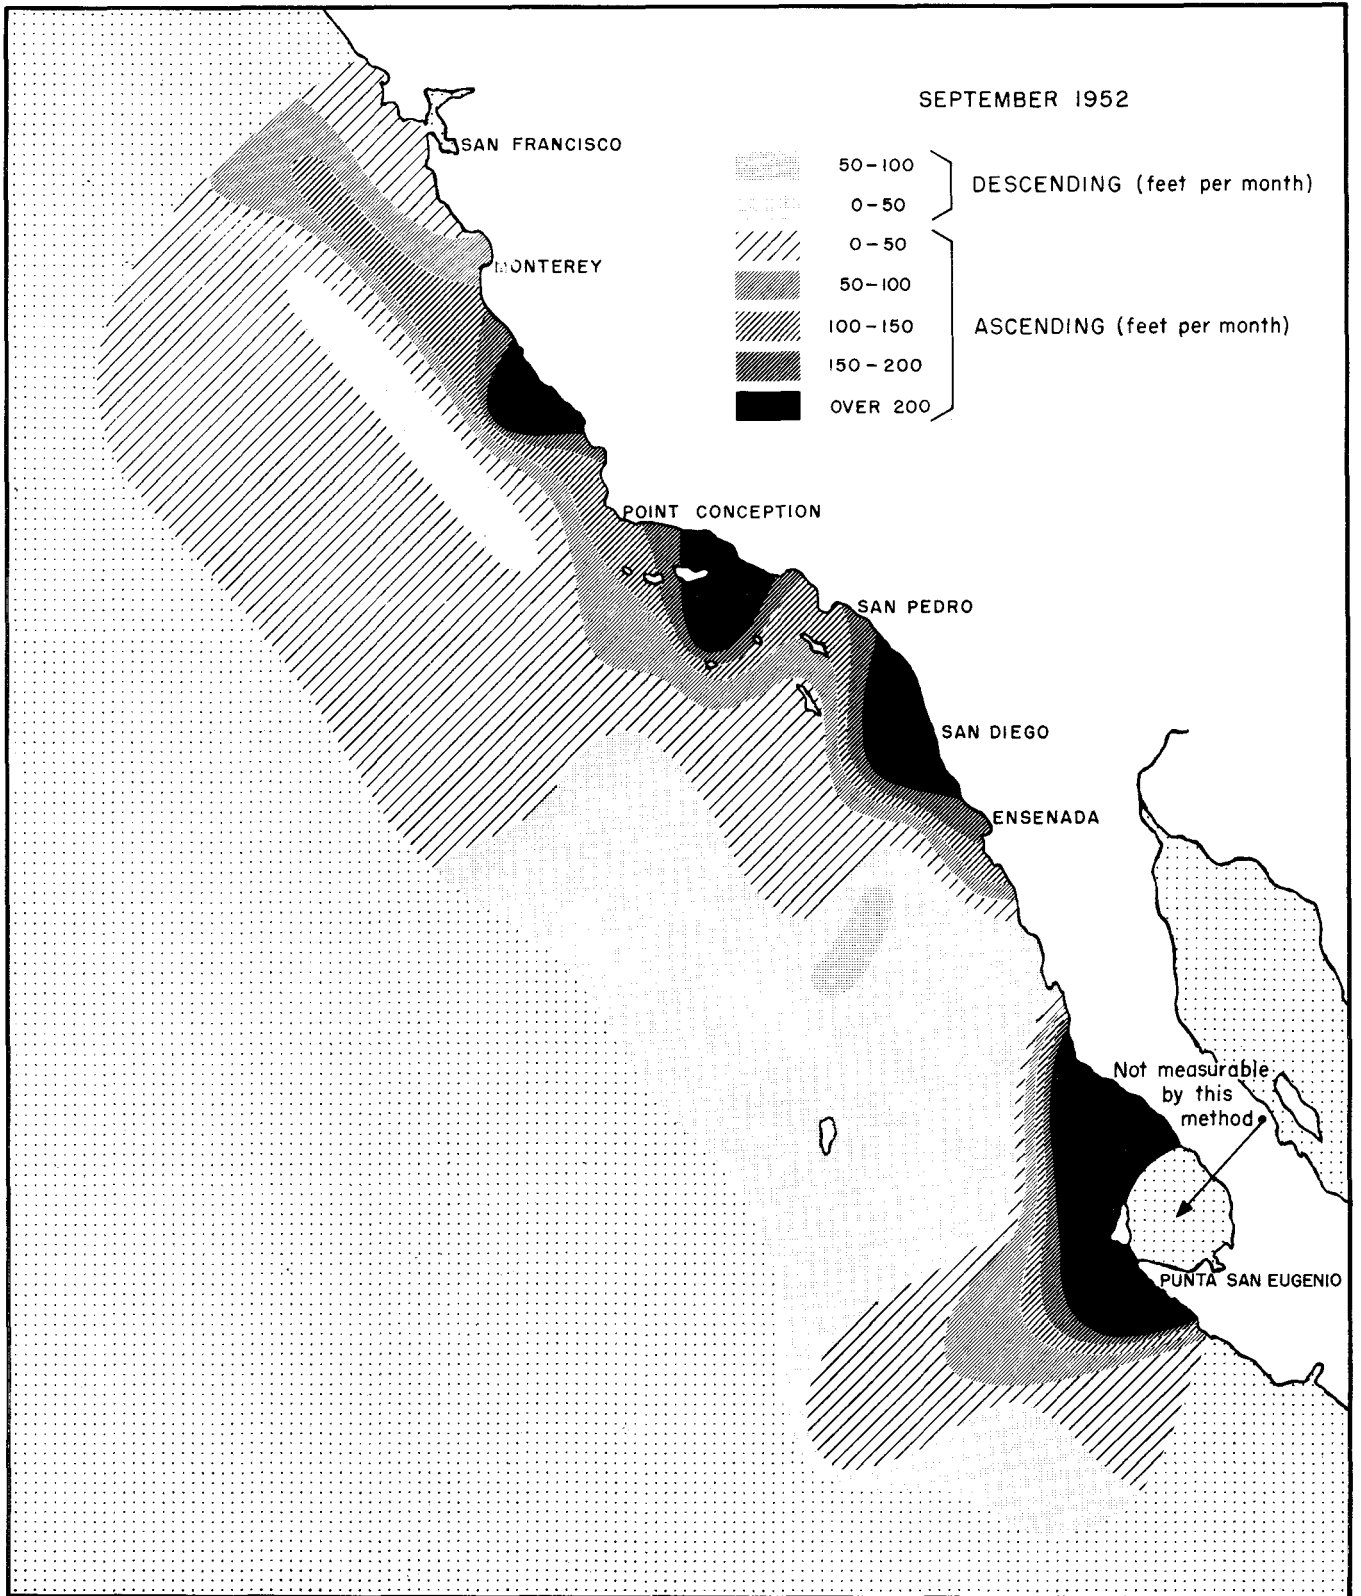 SEPTEMBER 1952
SAN FRANCISCO
50-100
DESCENDING (feet per month)
0-50
0-50
MONTEREY
50-100
100-150
ASCENDING (feet per month)
150-200
OVER 200
POINT CONCEPTION
SAN PEDRO
SAN DIEGO
ENSENADA
Not measurable
by this
method
PUNTA SAN EUGENIO